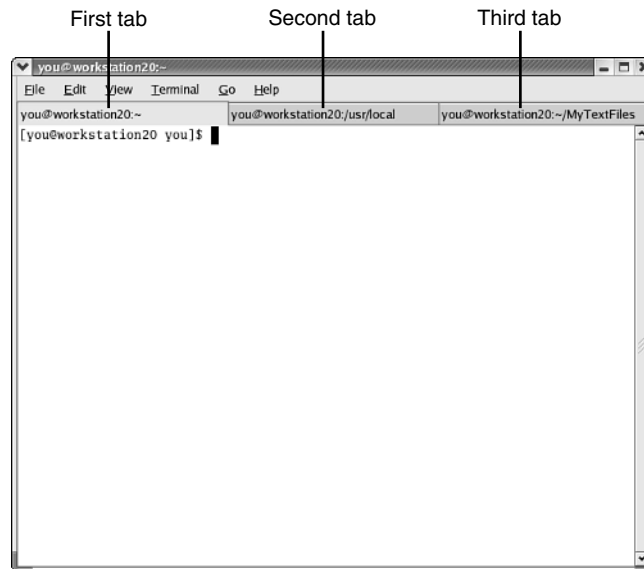 First tab Second tab Third tab
you@workstation20:~
File Edit View Terminal Go Help
you@workstation20:~ you@workstation20:/usr/local you@workstation20:~/MyTextFiles
[you@workstation20 you]$